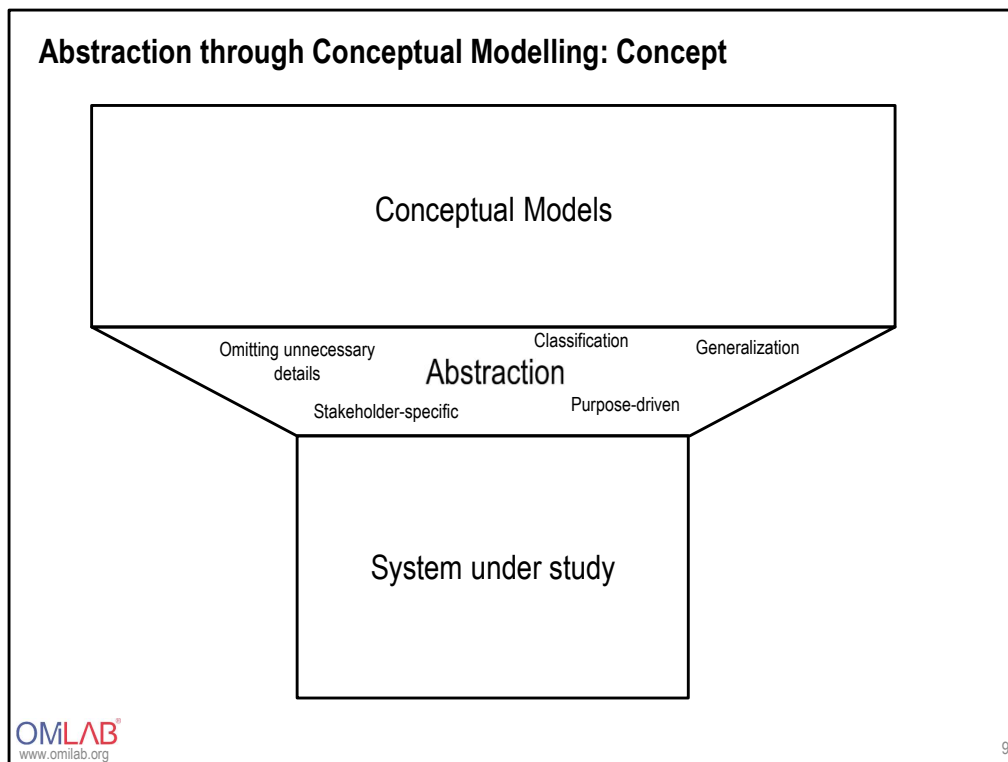 Abstraction through Conceptual Modelling: Concept
Conceptual Models
Omitting unnecessary
details
Classification
Generalization
Abstraction
Stakeholder-specific
Purpose-driven
System under study
OMiLAB®
www.omilab.org
9